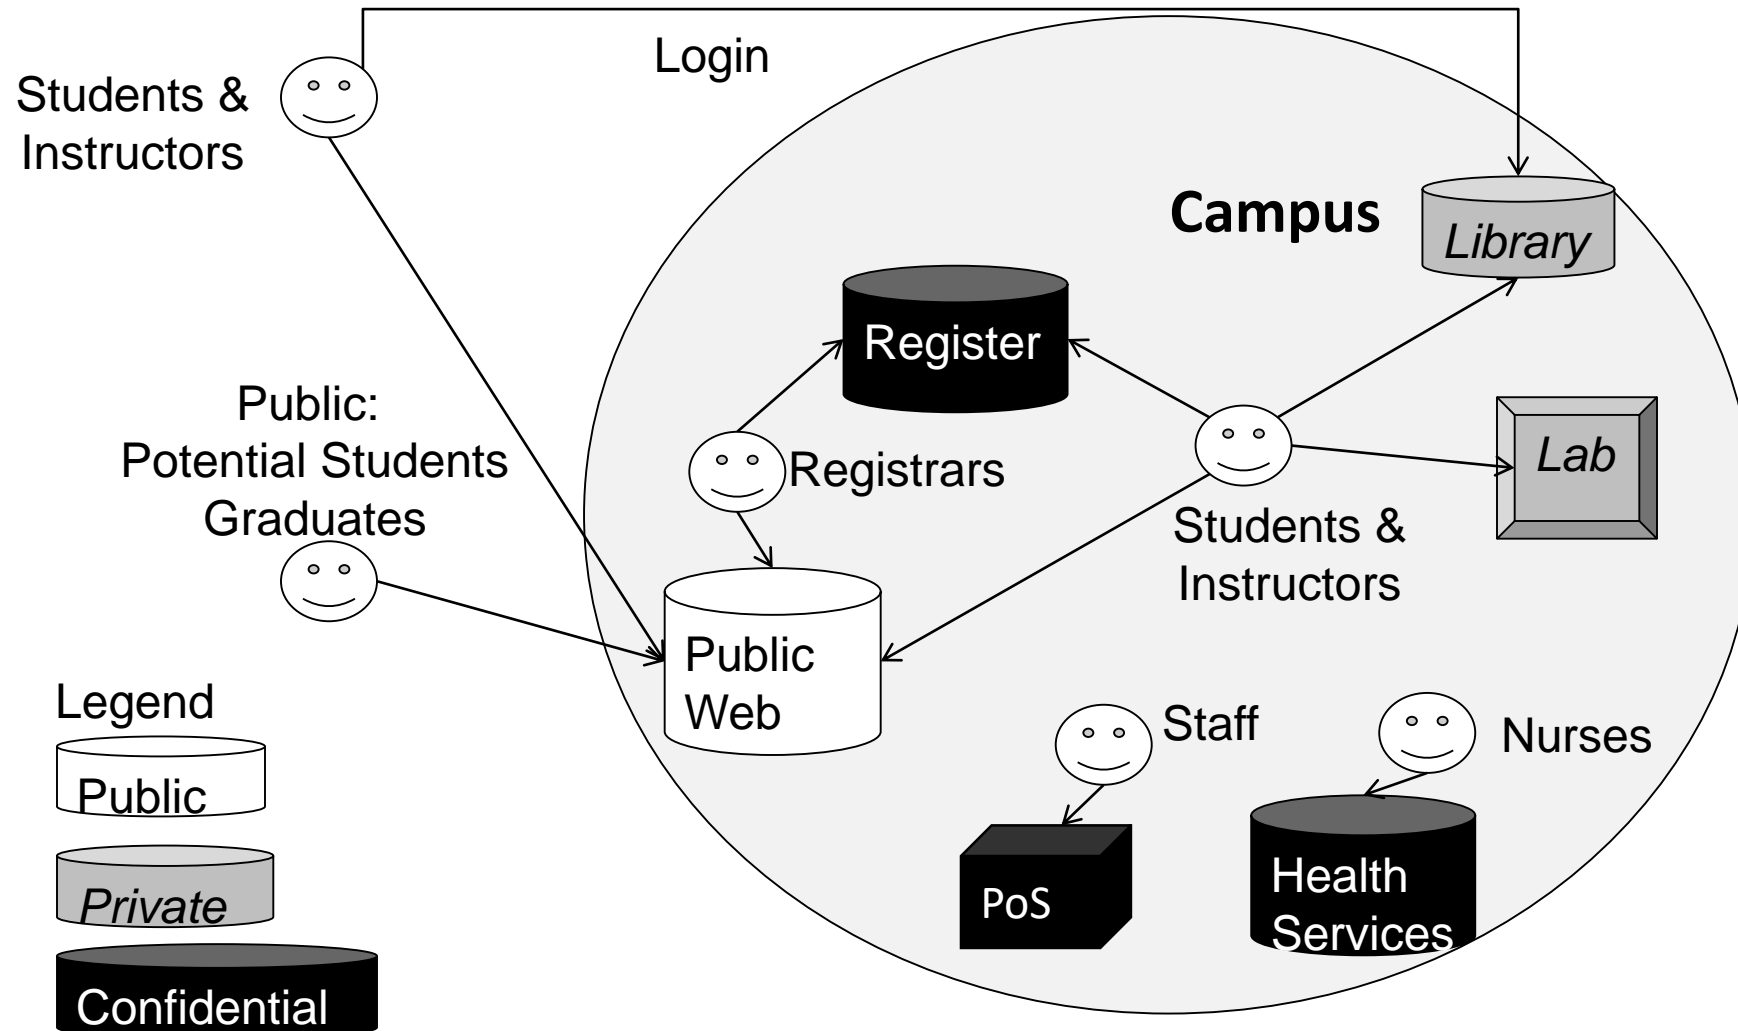 Login
Students &
Instructors
Campus
Library
Register
Public:
Potential Students
Graduates
Registrars
Lab
Students &
Instructors
Public
Web
Legend
Public
Private
Confidential
Staff
Nurses
PoS
Health
Services